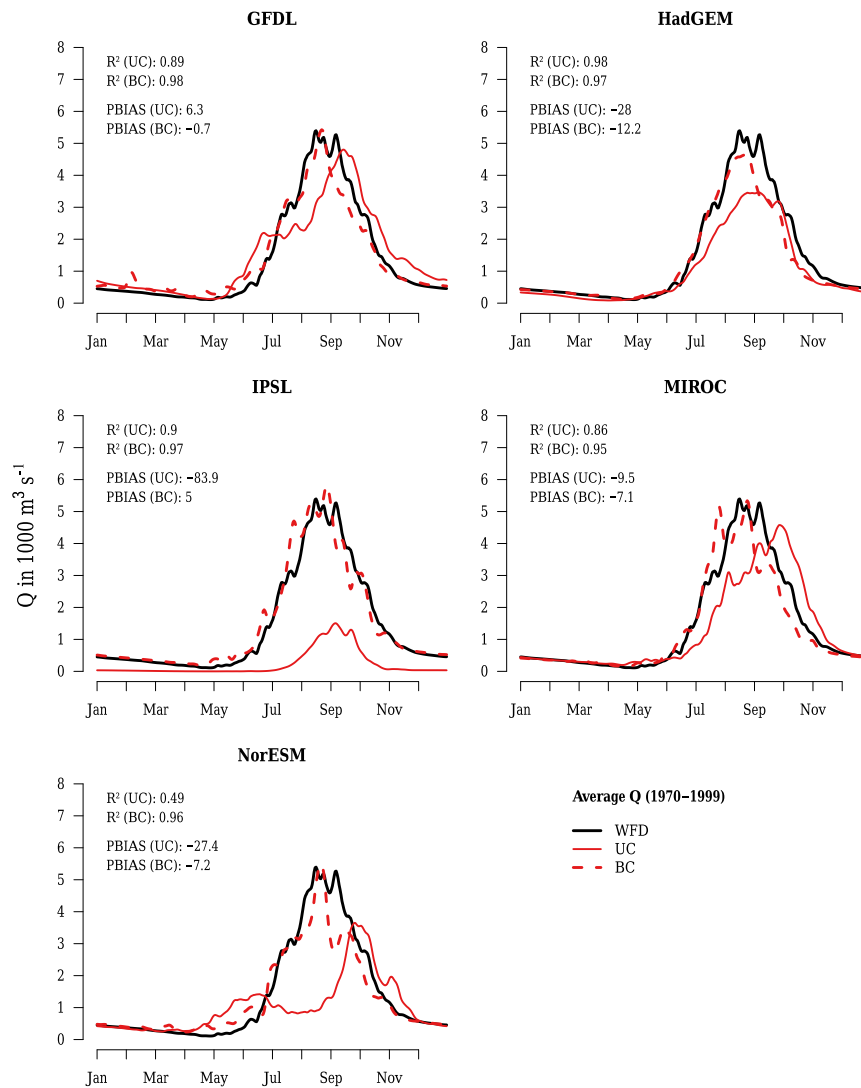 GFDL
R² (UC): 0.89
R² (BC): 0.98
PBIAS (UC): 6.3
PBIAS (BC): −0.7
8
7
6
5
4
3
2
1
0
Jan Mar May Jul Sep Nov
HadGEM
R² (UC): 0.98
R² (BC): 0.97
PBIAS (UC): −28
PBIAS (BC): −12.2
8
7
6
5
4
3
2
1
0
Jan Mar May Jul Sep Nov
Q in 1000 m³ s⁻¹
IPSL
R² (UC): 0.9
R² (BC): 0.97
PBIAS (UC): −83.9
PBIAS (BC): 5
8
7
6
5
4
3
2
1
0
Jan Mar May Jul Sep Nov
MIROC
R² (UC): 0.86
R² (BC): 0.95
PBIAS (UC): −9.5
PBIAS (BC): −7.1
8
7
6
5
4
3
2
1
0
Jan Mar May Jul Sep Nov
NorESM
R² (UC): 0.49
R² (BC): 0.96
PBIAS (UC): −27.4
PBIAS (BC): −7.2
8
7
6
5
4
3
2
1
0
Jan Mar May Jul Sep Nov
Average Q (1970−1999)
WFD
UC
BC